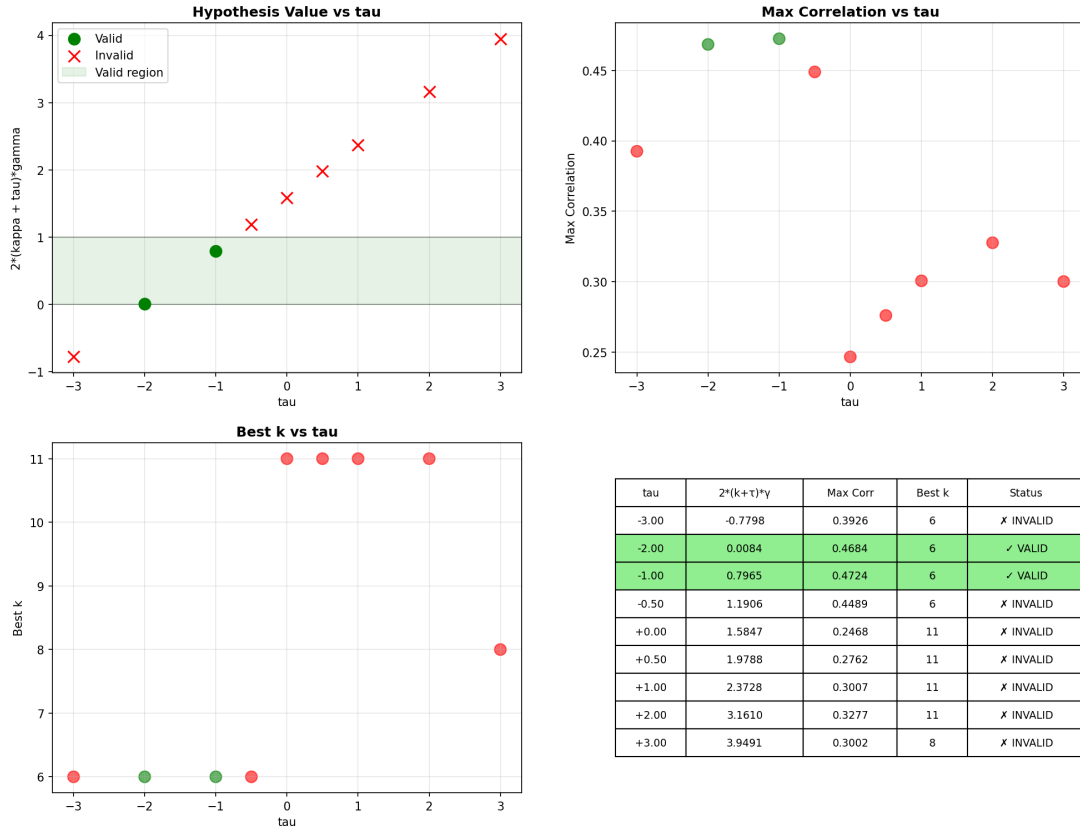 Hypothesis Value vs tau
Valid
Invalid
Valid region
4
3
2
1
0
−1
2*(kappa + tau)*gamma
−3 −2 −1 0 1 2 3
tau
Max Correlation vs tau
0.45
0.40
0.35
0.30
0.25
Max Correlation
−3 −2 −1 0 1 2 3
tau
Best k vs tau
11
10
9
8
7
6
Best k
−3 −2 −1 0 1 2 3
tau
tau 2*(k+τ)*γ Max Corr Best k Status
-3.00 -0.7798 0.3926 6 ✗ INVALID
-2.00 0.0084 0.4684 6 ✓ VALID
-1.00 0.7965 0.4724 6 ✓ VALID
-0.50 1.1906 0.4489 6 ✗ INVALID
+0.00 1.5847 0.2468 11 ✗ INVALID
+0.50 1.9788 0.2762 11 ✗ INVALID
+1.00 2.3728 0.3007 11 ✗ INVALID
+2.00 3.1610 0.3277 11 ✗ INVALID
+3.00 3.9491 0.3002 8 ✗ INVALID